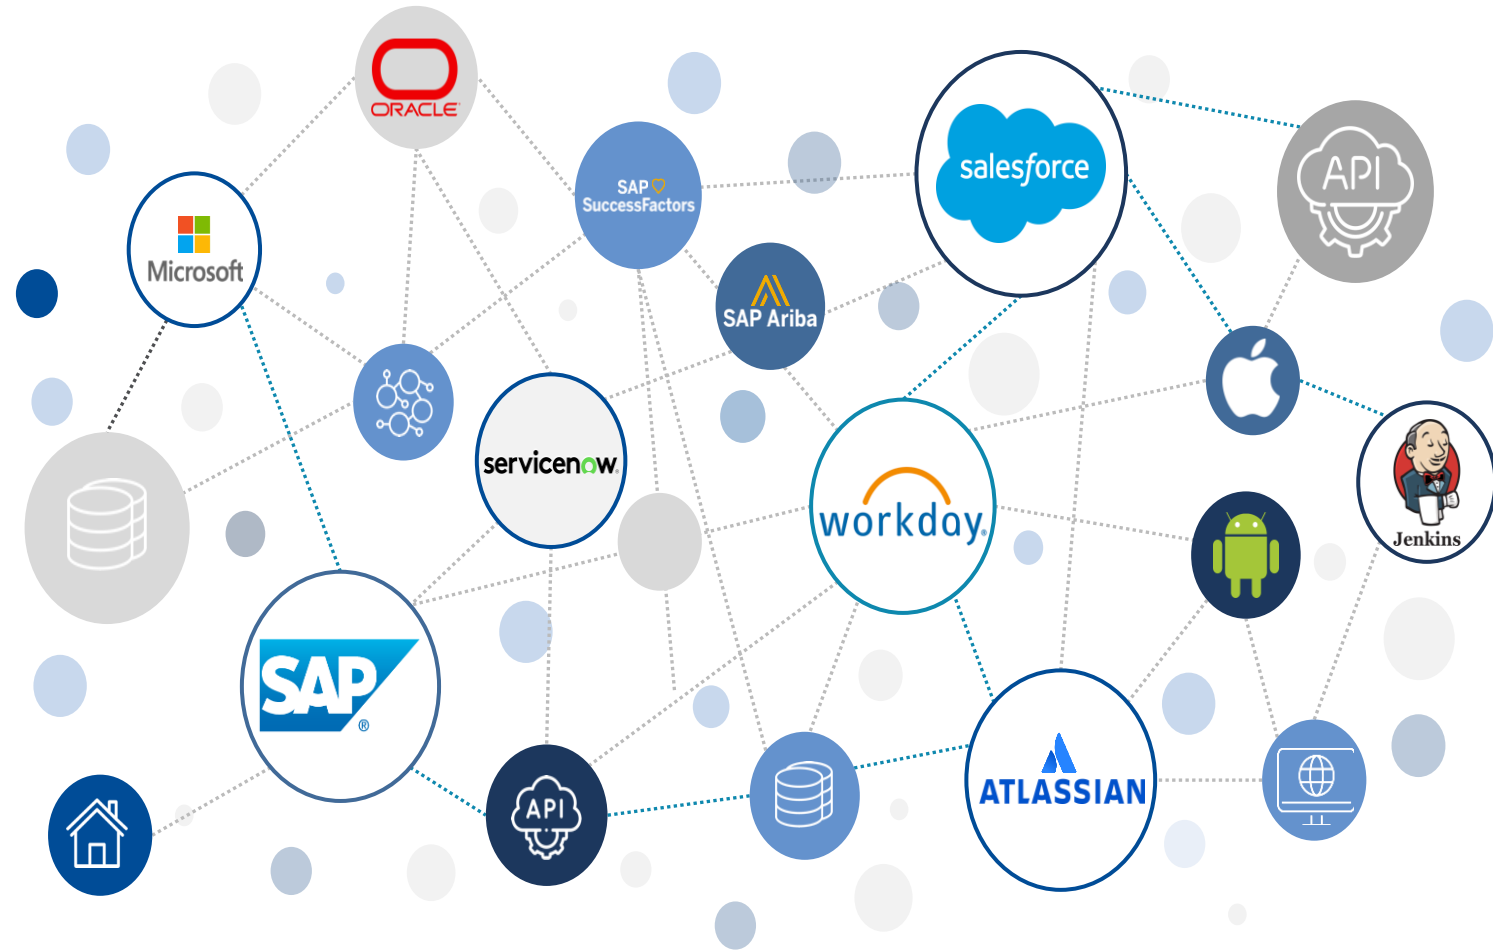 ORACLE
SAP
SuccessFactors
salesforce
API
Microsoft
SAP Ariba
servicenow
workday
Jenkins
SAP
®
API
ATLASSIAN